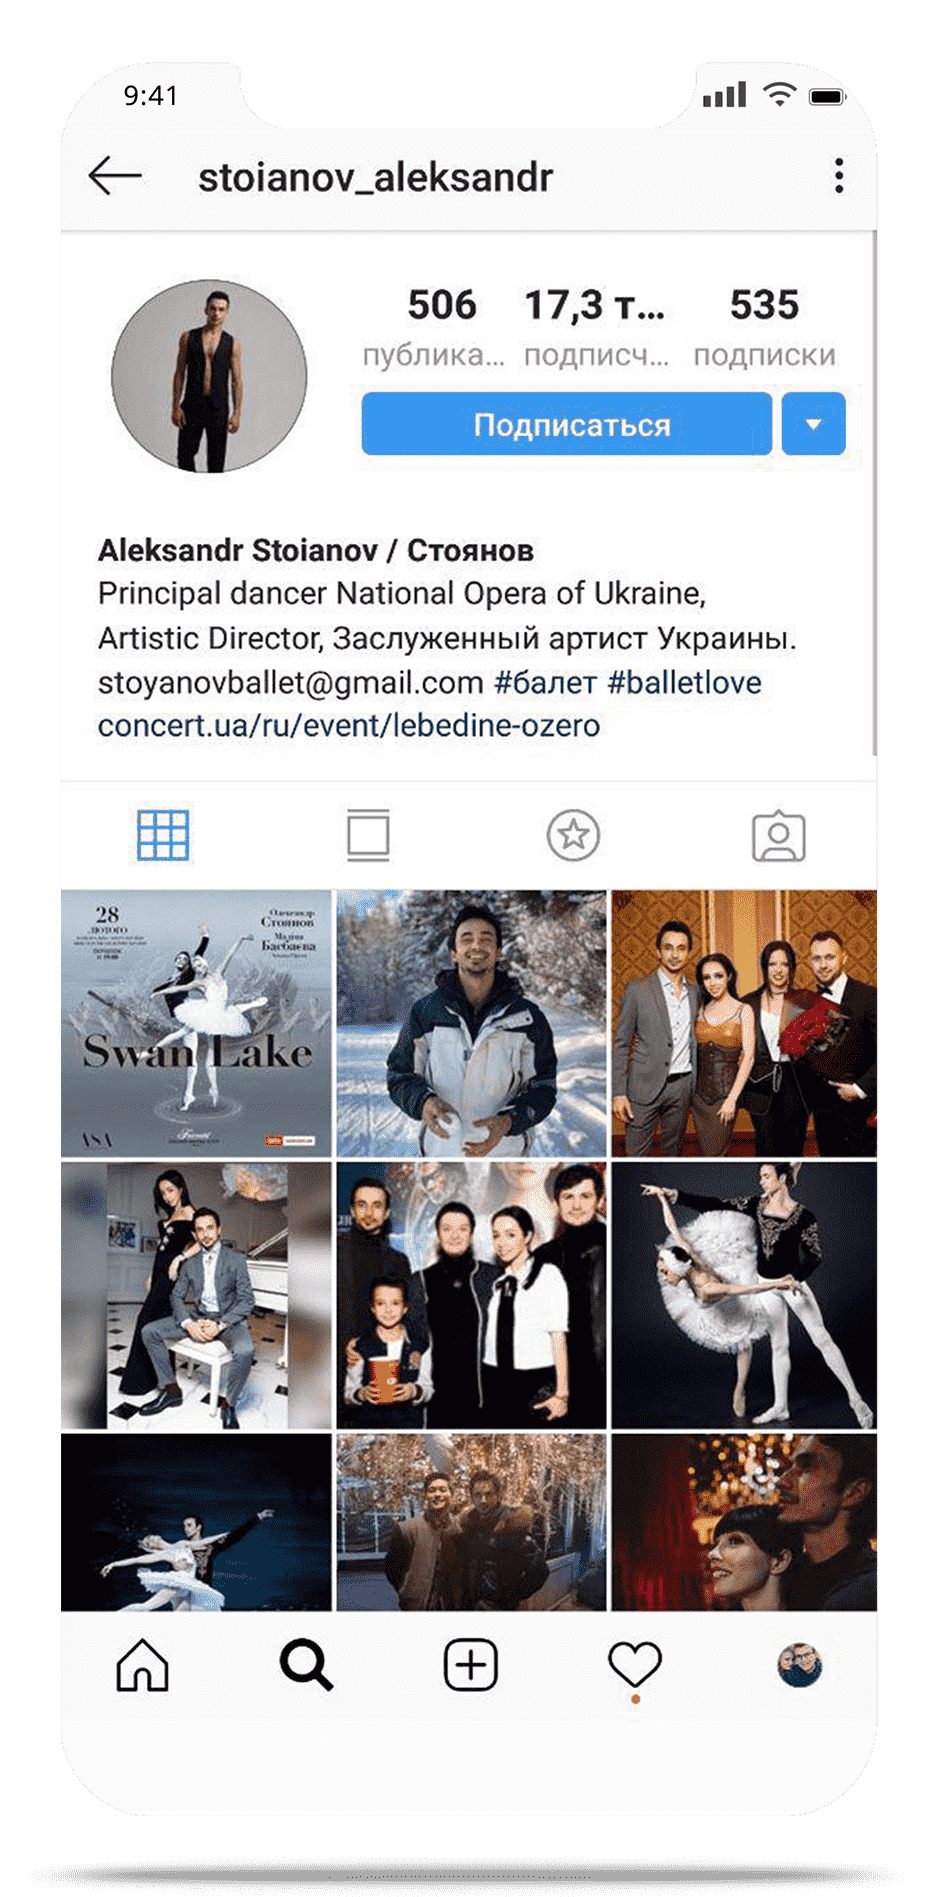 9:41
stoianov_aleksandr
506 17,3 т... 535
публика... подписч... подписки
Подписаться
Aleksandr Stoianov / Стоянов
Principal dancer National Opera of Ukraine,
Artistic Director, Заслуженный артист Украины.
stoyanovballet@gmail.com #балет #balletlove
concert.ua/ru/event/lebedine-ozero
28
ЛЮТОГО
Олександр
Стоянов
Касбаєва
Swan Lake